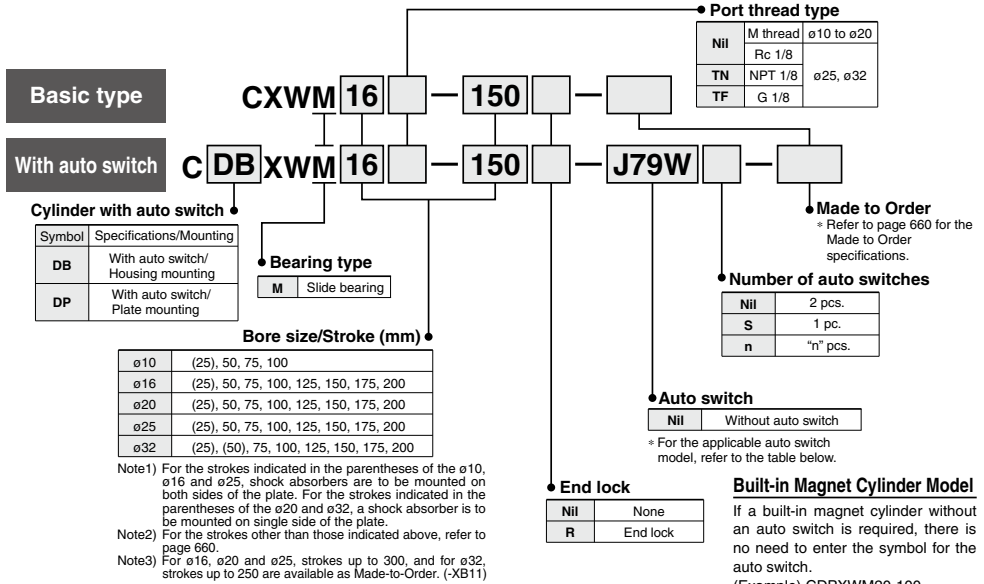 Port thread type
Nil M thread ø10 to ø20
Rc 1/8 ø25, ø32
TN NPT 1/8
TF G 1/8
Basic type CXWM 16 — 150 —
With auto switch C DB XWM 16 — 150 — J79W —
Cylinder with auto switch
Symbol Specifications/Mounting
DB With auto switch/
Housing mounting
DP With auto switch/
Plate mounting
Bearing type
M Slide bearing
Made to Order
* Refer to page 660 for the
Made to Order
specifications.
Number of auto switches
Nil 2 pcs.
S 1 pc.
n “n” pcs.
Bore size/Stroke (mm)
ø10 (25), 50, 75, 100
ø16 (25), 50, 75, 100, 125, 150, 175, 200
ø20 (25), 50, 75, 100, 125, 150, 175, 200
ø25 (25), 50, 75, 100, 125, 150, 175, 200
ø32 (25), (50), 75, 100, 125, 150, 175, 200
Note1) For the strokes indicated in the parentheses of the ø10,
ø16 and ø25, shock absorbers are to be mounted on
both sides of the plate. For the strokes indicated in the
parentheses of the ø20 and ø32, a shock absorber is to
be mounted on single side of the plate.
Note2) For the strokes other than those indicated above, refer to
page 660.
Note3) For ø16, ø20 and ø25, strokes up to 300, and for ø32,
strokes up to 250 are available as Made-to-Order. (-XB11)
Auto switch
Nil Without auto switch
* For the applicable auto switch
model, refer to the table below.
End lock
Nil None
R End lock
Built-in Magnet Cylinder Model
If a built-in magnet cylinder without
an auto switch is required, there is
no need to enter the symbol for the
auto switch.